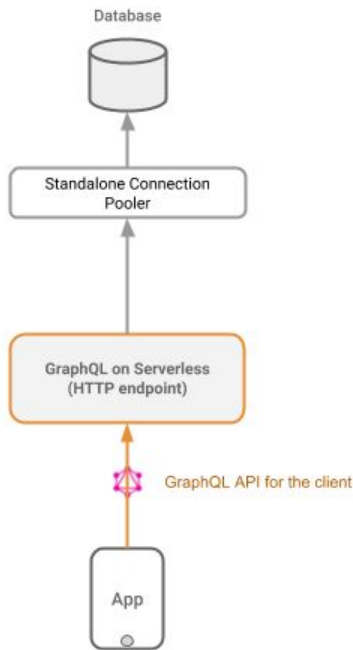 Database
Standalone Connection
Pooler
GraphQL on Serverless
(HTTP endpoint)
GraphQL API for the client
App